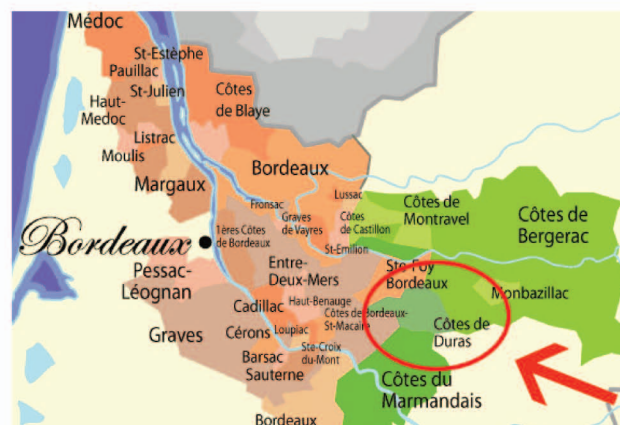 Médoc
St-Estèphe
Pauillac
St-Julien
Haut-
Medoc
Côtes
de Blaye
Listrac
Moulis
Margaux
Bordeaux
Lussac
Fronsac
Graves
de Vayres
Côtes
de Castillon
St-Emilion
Côtes de
Montravel
Côtes de
Bergerac
Bordeaux
1ères Côtes
de Bordeaux
Pessac-
Léognan
Entre-
Deux-Mers
Ste-Foy
Bordeaux
Monbazillac
Haut-Benauge
Cadillac
Côtes de Bordeaux-
St-Macaire
Côtes de
Duras
Graves
Cérons
Loupiac
Ste-Croix
du-Mont
Barsac
Sauterne
Côtes du
Marmandais
Bordeaux